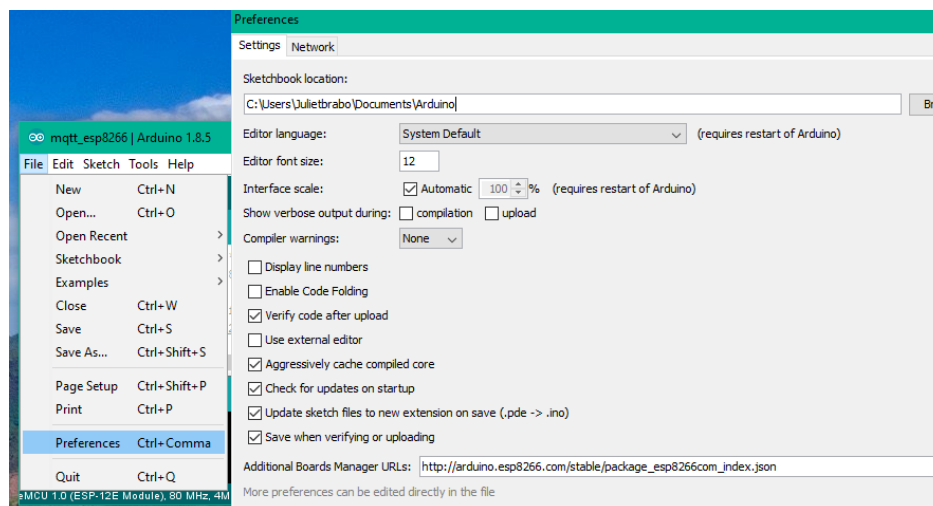 mqtt_esp8266 | Arduino 1.8.5
File Edit Sketch Tools Help
New Ctrl+N
Open... Ctrl+O
Open Recent
Sketchbook
Examples
Close Ctrl+W
Save Ctrl+S
Save As... Ctrl+Shift+S
Page Setup Ctrl+Shift+P
Print Ctrl+P
Preferences Ctrl+Comma
Quit Ctrl+Q
eMCU 1.0 (ESP-12E Module), 80 MHz, 4M
Preferences
Settings Network
Sketchbook location:
C:\Users\Julietbrabo\Documents\Arduino
Br
Editor language: System Default (requires restart of Arduino)
Editor font size: 12
Interface scale: Automatic 100 % (requires restart of Arduino)
Show verbose output during: compilation upload
Compiler warnings: None
Display line numbers
Enable Code Folding
Verify code after upload
Use external editor
Aggressively cache compiled core
Check for updates on startup
Update sketch files to new extension on save (.pde -> .ino)
Save when verifying or uploading
Additional Boards Manager URLs: http://arduino.esp8266.com/stable/package_esp8266com_index.json
More preferences can be edited directly in the file